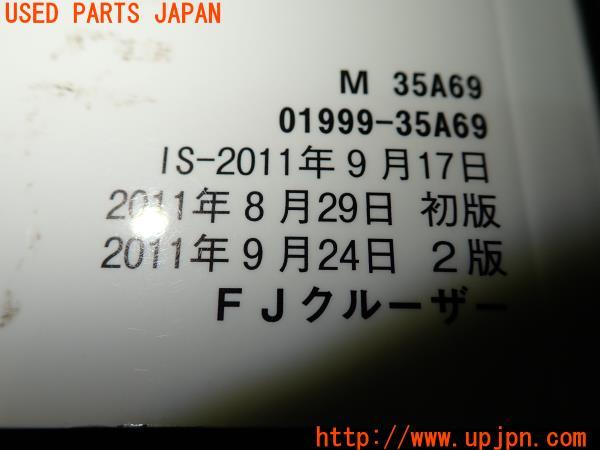 USED PARTS JAPAN
M 35A69
01999-35A69
IS-2011年9月17日
2011年8月29日 初版
2011年9月24日 2版
FJクルーザー
http://www.upjpn.com